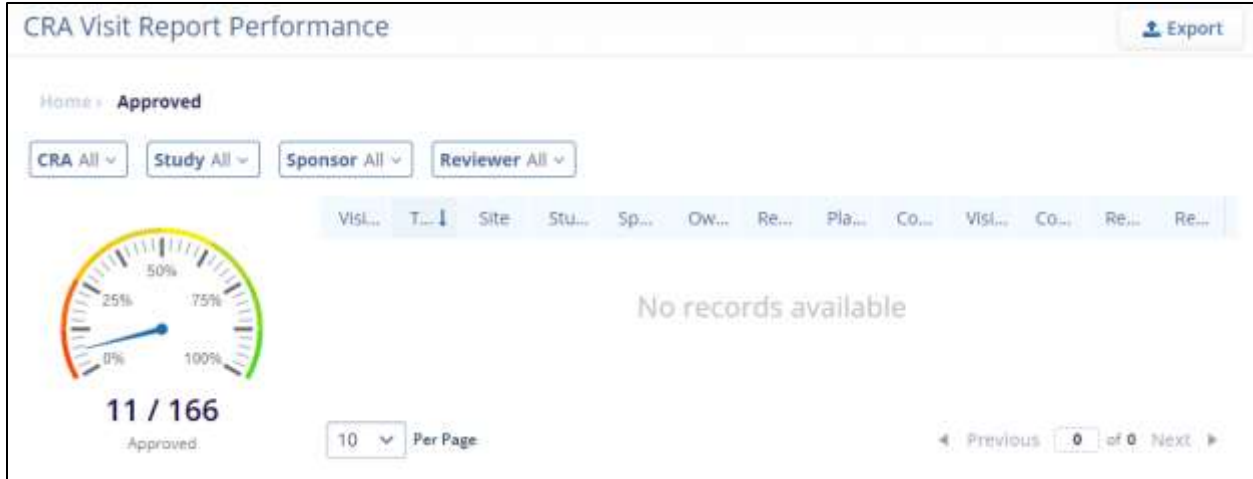 CRA Visit Report Performance
Export
Home › Approved
CRA All
Study All
Sponsor All
Reviewer All
Visi... T... Site Stu... Sp... Ow... Re... Pla... Co... Visi... Co... Re... Re...
50%
25% 75%
0% 100%
No records available
11 / 166
Approved
10 Per Page
Previous 0 of 0 Next